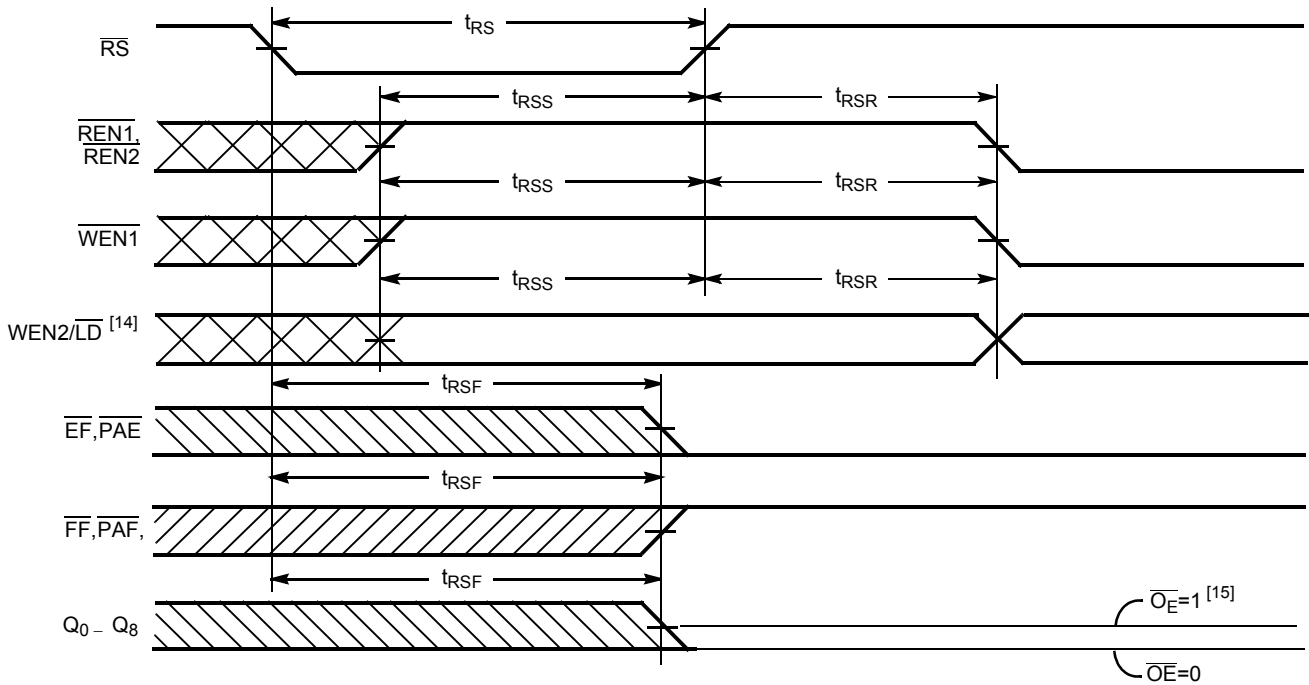 tRS
RS
tRSS
tRSR
REN1,
REN2
tRSS
tRSR
WEN1
tRSS
tRSR
WEN2/LD [14]
tRSF
EF,PAE
tRSF
FF,PAF,
tRSF
OE=1 [15]
Q0 – Q8
OE=0